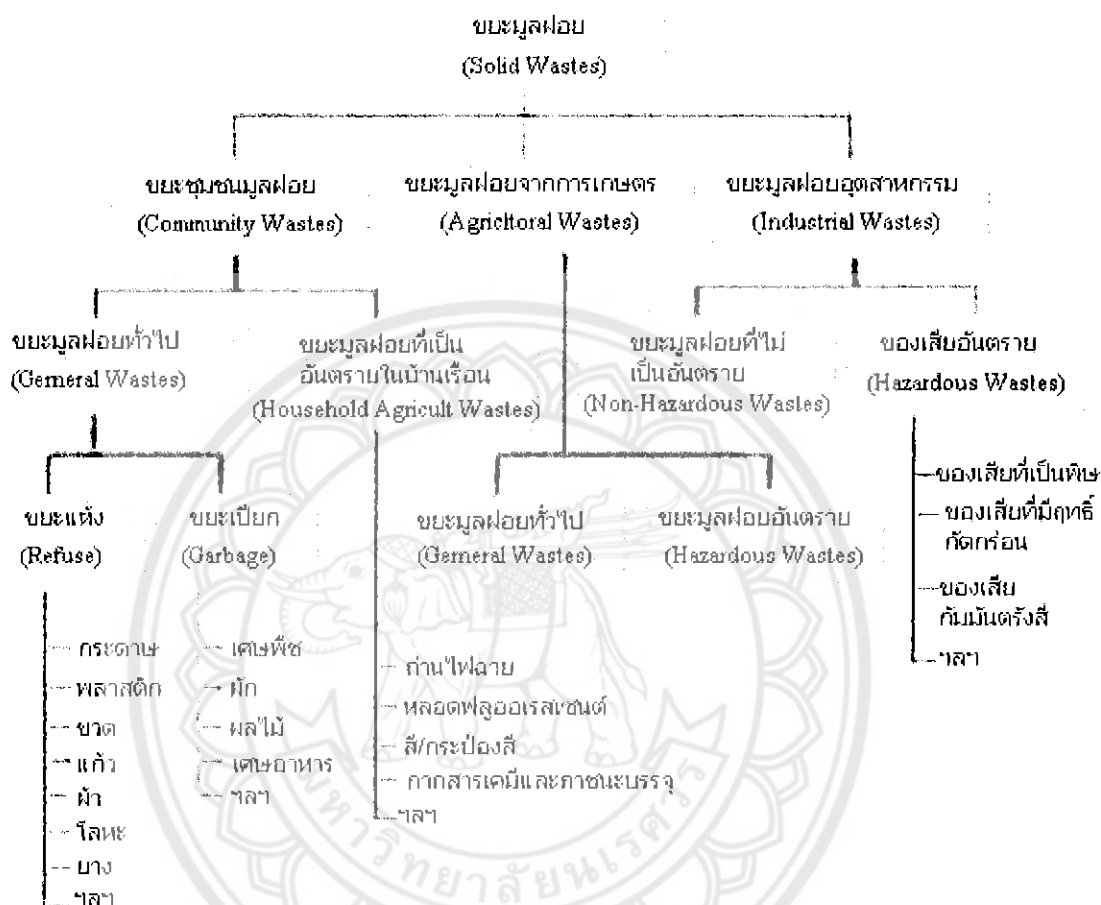 ขยะมูลฝอย
(Solid Wastes)
ขยะชุมชนมูลฝอย
(Community Wastes)
ขยะมูลฝอยจากการเกษตร
(Agricltoral Wastes)
ขยะมูลฝอยอุตสาหกรรม
(Industrial Wastes)
ขยะมูลฝอยทั่วไป
(Gemeral Wastes)
ขยะมูลฝอยที่เป็น
อันตรายในบ้านเรือน
(Household Agricult Wastes)
ขยะมูลฝอยที่ไม่
เป็นอันตราย
(Non-Hazardous Wastes)
ของเสียอันตราย
(Hazardous Wastes)
ขยะแห้ง
(Refuse)
ขยะเปียก
(Garbage)
ขยะมูลฝอยทั่วไป
(Gemeral Wastes)
ขยะมูลฝอยอันตราย
(Hazardous Wastes)
ของเสียที่เป็นพิษ
ของเสียที่มีฤทธิ์
กัดกร่อน
ของเสีย
กัมมันตรังสี
ฯลฯ
กระดาษ
พลาสติก
ขวด
แก้ว
ผ้า
โลหะ
ยาง
ฯลฯ
เศษพืช
ผัก
ผลไม้
เศษอาหาร
ฯลฯ
ถ่านไฟฉาย
หลอดฟลูออเรสเซนต์
สี/กระป๋องสี
กากสารเคมีและภาชนะบรรจุ
ฯลฯ
มหาวิทยาลัยนเรศวร